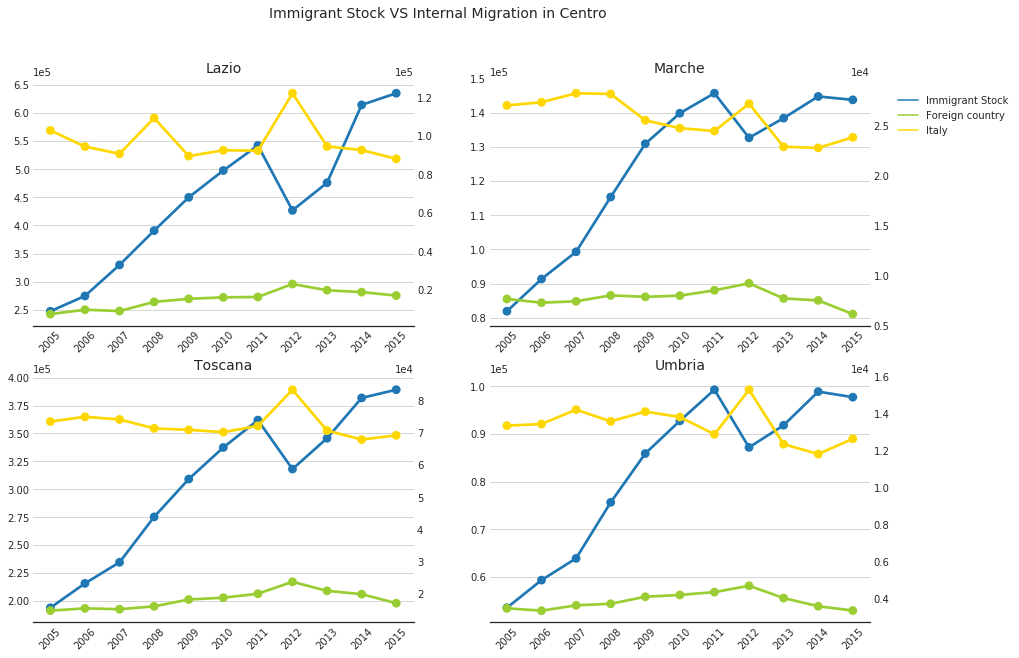 Immigrant Stock VS Internal Migration in Centro
Lazio
1e5
1e5
6.5
6.0
5.5
5.0
4.5
4.0
3.5
3.0
2.5
1.2
1.0
0.8
0.6
0.4
0.2
2005 2006 2007 2008 2009 2010 2011 2012 2013 2014 2015
Marche
1e5
1e4
1.5
1.4
1.3
1.2
1.1
1.0
0.9
0.8
2.5
2.0
1.5
1.0
0.5
2005 2006 2007 2008 2009 2010 2011 2012 2013 2014 2015
Immigrant Stock
Foreign country
Italy
Toscana
1e5
1e4
4.00
3.75
3.50
3.25
3.00
2.75
2.50
2.25
2.00
8
7
6
5
4
3
2
2005 2006 2007 2008 2009 2010 2011 2012 2013 2014 2015
Umbria
1e5
1e4
1.0
0.9
0.8
0.7
0.6
1.6
1.4
1.2
1.0
0.8
0.6
0.4
2005 2006 2007 2008 2009 2010 2011 2012 2013 2014 2015